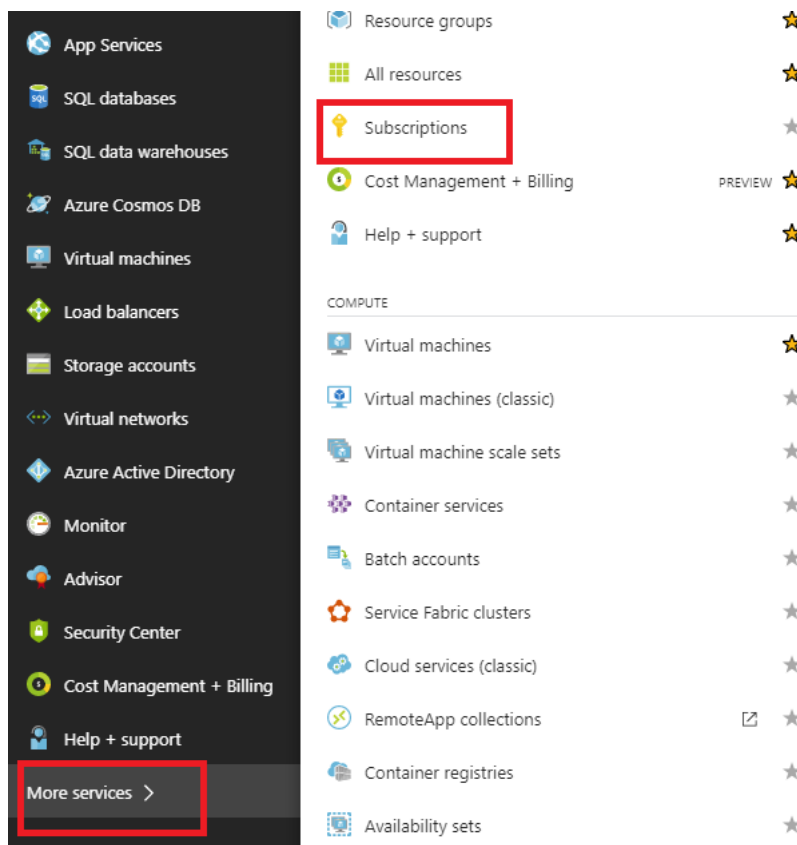 App Services
SQL databases
SQL data warehouses
Azure Cosmos DB
Virtual machines
Load balancers
Storage accounts
Virtual networks
Azure Active Directory
Monitor
Advisor
Security Center
Cost Management + Billing
Help + support
More services
Resource groups
All resources
Subscriptions
Cost Management + Billing PREVIEW
Help + support
COMPUTE
Virtual machines
Virtual machines (classic)
Virtual machine scale sets
Container services
Batch accounts
Service Fabric clusters
Cloud services (classic)
RemoteApp collections
Container registries
Availability sets